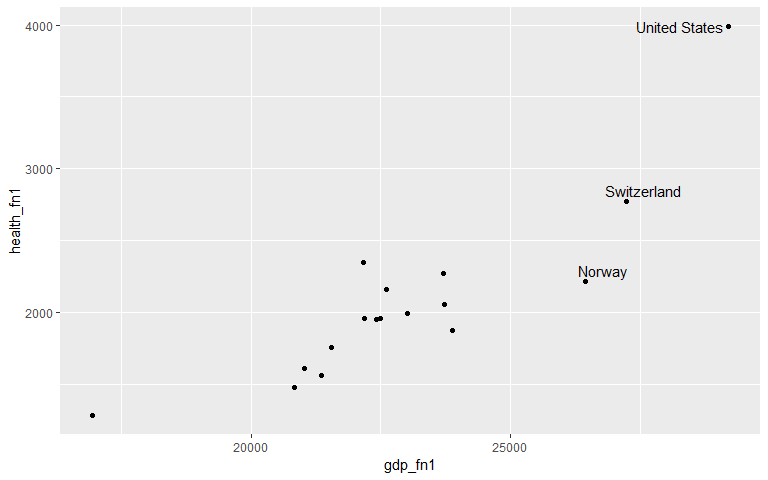 4000
United States
3000
Switzerland
health_fn1
Norway
2000
20000
25000
gdp_fn1